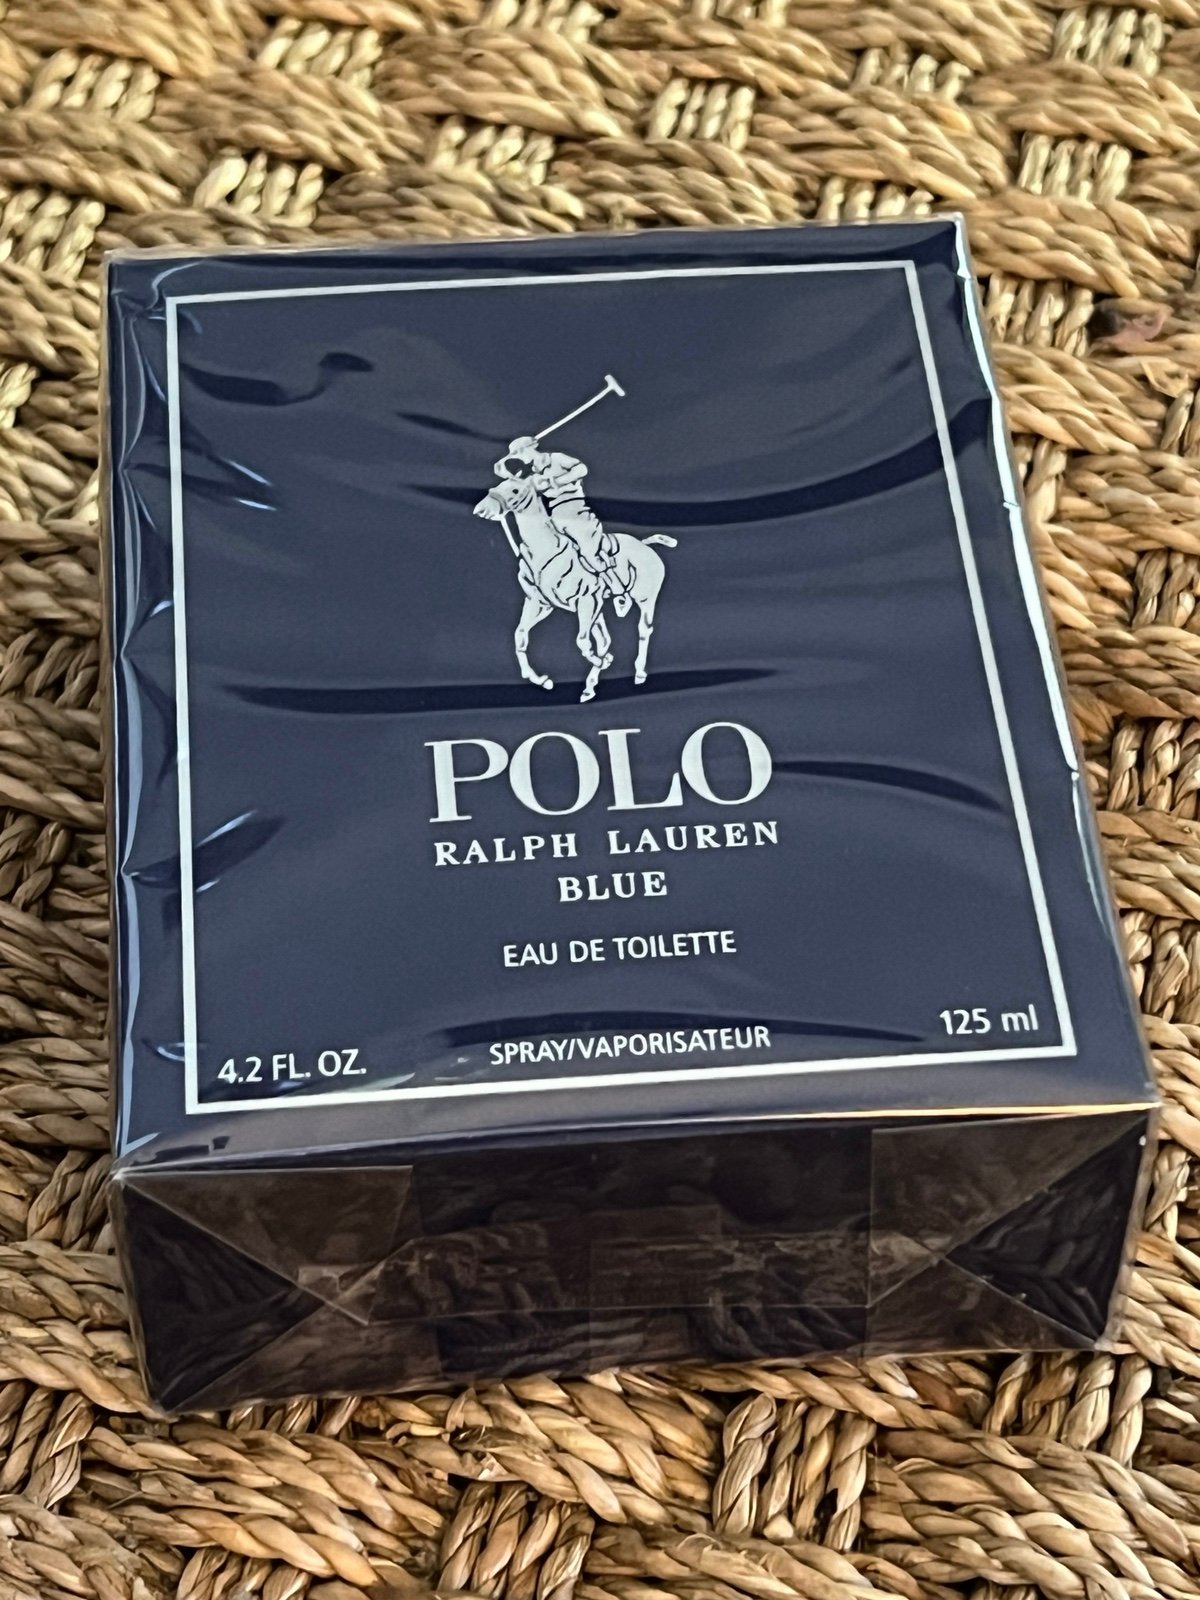 POLO
RALPH LAUREN
BLUE
EAU DE TOILETTE
4.2 FL. OZ.
SPRAY/VAPORISATEUR
125 ml